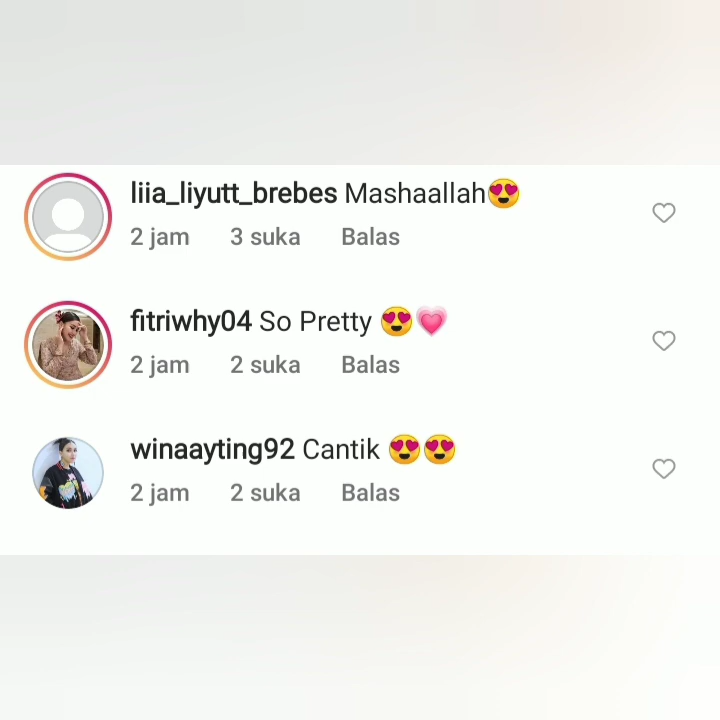 liia_liyutt_brebes Mashaallah😍
2 jam 3 suka Balas
fitriwhy04 So Pretty 😍💗
2 jam 2 suka Balas
winaayting92 Cantik 😍😍
2 jam 2 suka Balas